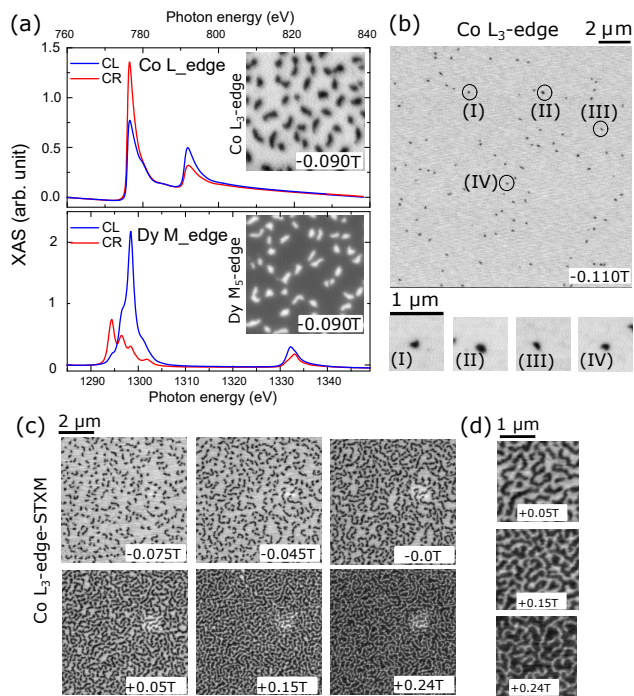 (a)
Photon energy (eV)
760 780 800 820 840
XAS (arb. unit)
1.5
1.0
0.5
0.0
CL
CR
Co L_edge
Co L3-edge
-0.090T
2
1
0
CL
CR
Dy M_edge
Dy M5-edge
-0.090T
1290 1300 1310 1320 1330 1340
Photon energy (eV)
(b)
Co L3-edge
2 μm
(I)
(II)
(III)
(IV)
-0.110T
1 μm
(I)
(II)
(III)
(IV)
(c)
2 μm
Co L3-edge-STXM
-0.075T
-0.045T
-0.0T
+0.05T
+0.15T
+0.24T
(d)
1 μm
+0.05T
+0.15T
+0.24T